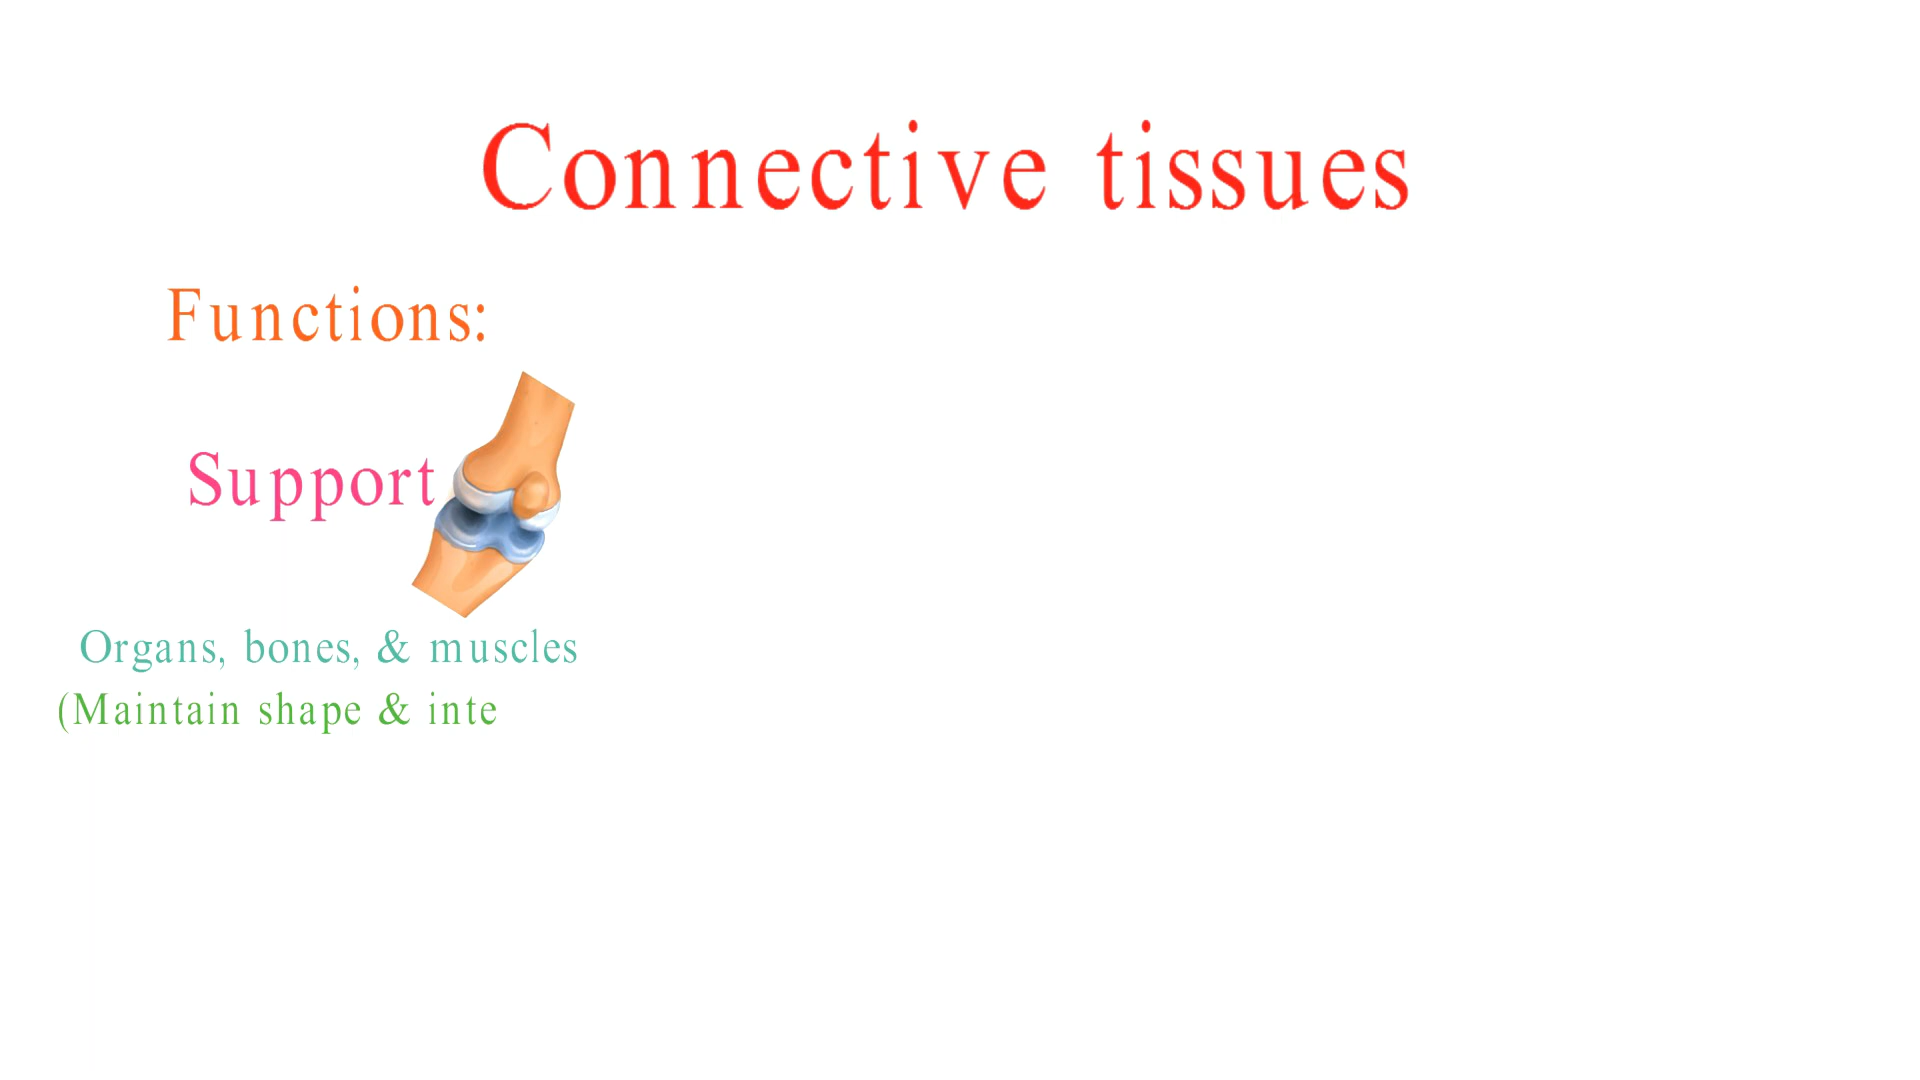 Connective tissues
Functions:
Support
Organs, bones, & muscles
(Maintain shape & inte